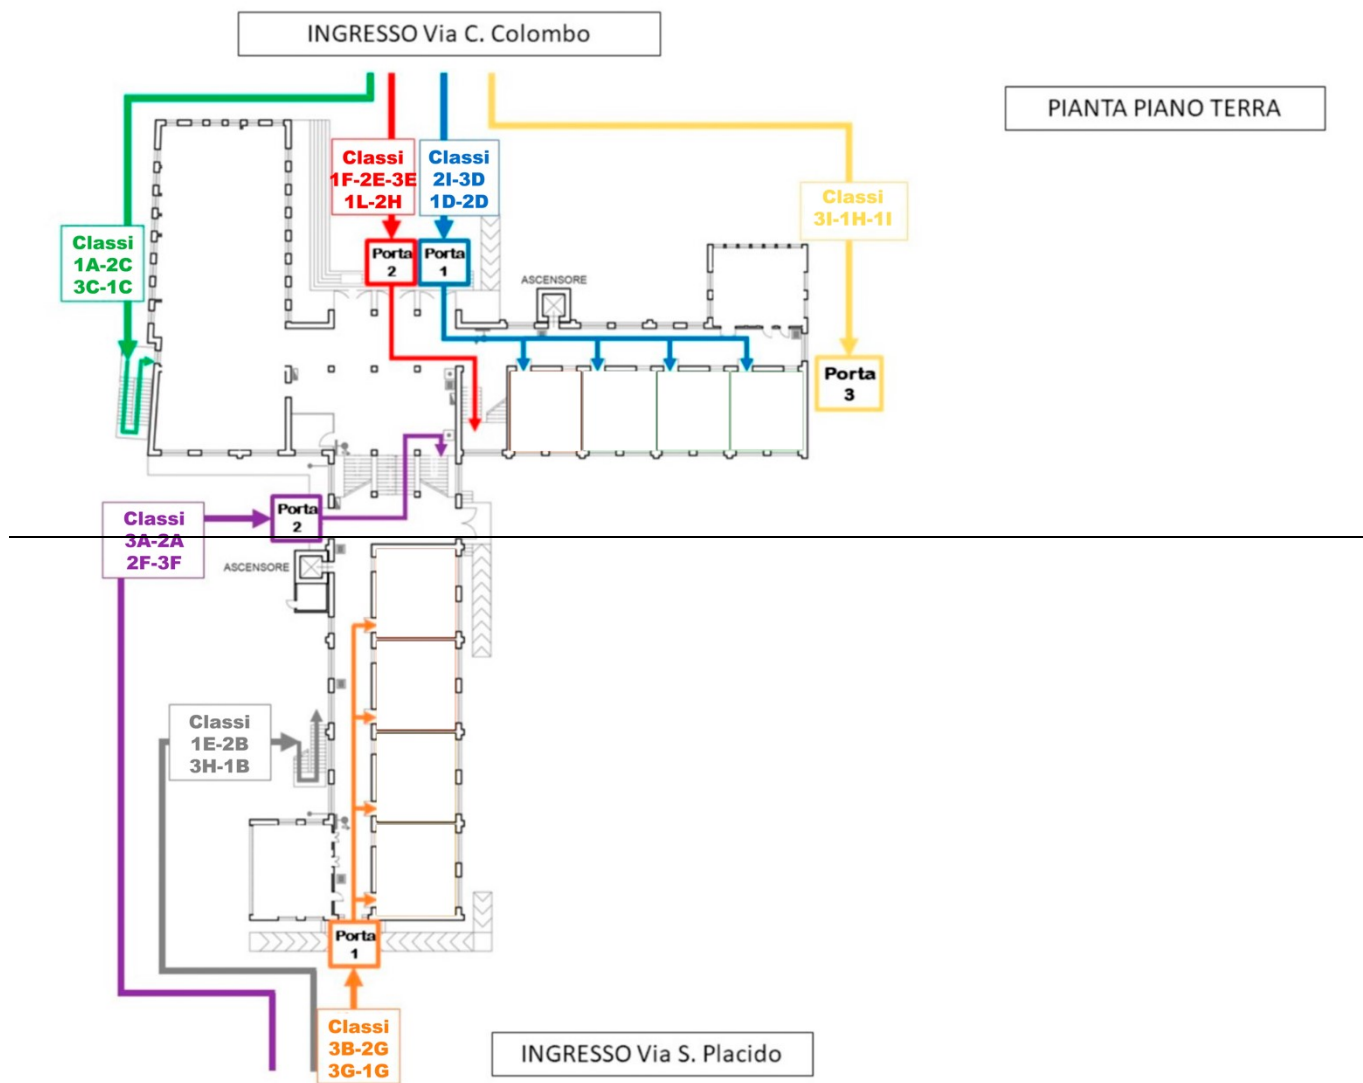 INGRESSO Via C. Colombo
PIANTA PIANO TERRA
Classi
1F-2E-3E
1L-2H
Classi
2I-3D
1D-2D
Classi
3I-1H-1I
Classi
1A-2C
3C-1C
Porta
2
Porta
1
ASCENSORE
Porta
3
Porta
2
Classi
3A-2A
2F-3F
ASCENSORE
Classi
1E-2B
3H-1B
Porta
1
Classi
3B-2G
3G-1G
INGRESSO Via S. Placido